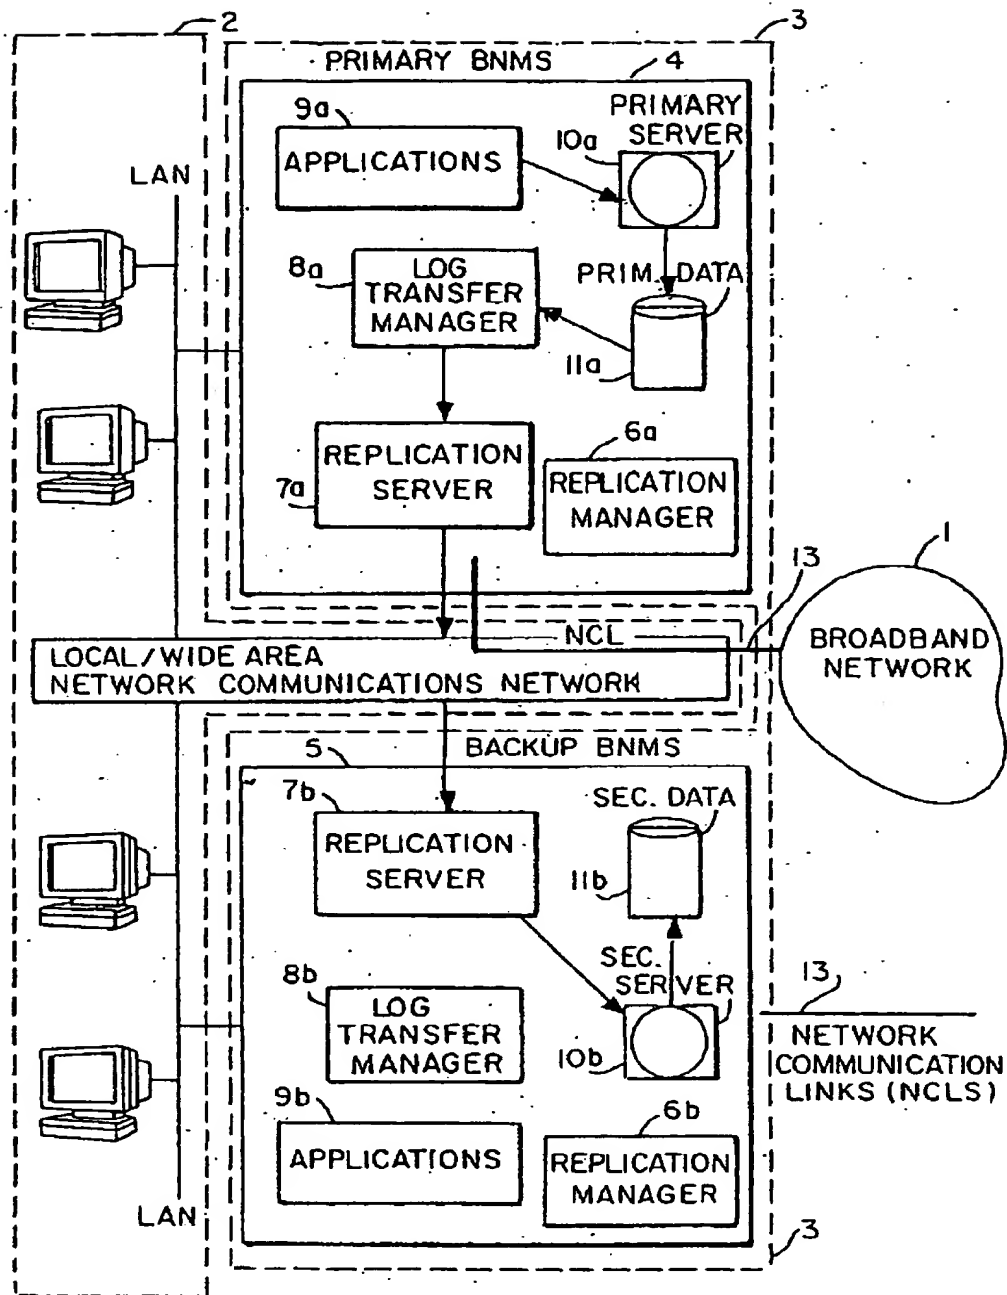 2
3
PRIMARY BNMS
4
9a
PRIMARY
SERVER
10a
APPLICATIONS
LAN
8a
LOG
TRANSFER
MANAGER
PRIM. DATA
11a
6a
REPLICATION
SERVER
7a
REPLICATION
MANAGER
1
13
NCL
BROADBAND
NETWORK
LOCAL/WIDE AREA
NETWORK COMMUNICATIONS NETWORK
5
BACKUP BNMS
7b
SEC. DATA
REPLICATION
SERVER
11b
SEC.
SERVER
8b
LOG
TRANSFER
MANAGER
10b
13
NETWORK
COMMUNICATION
LINKS (NCLS)
9b
6b
APPLICATIONS
REPLICATION
MANAGER
LAN
3